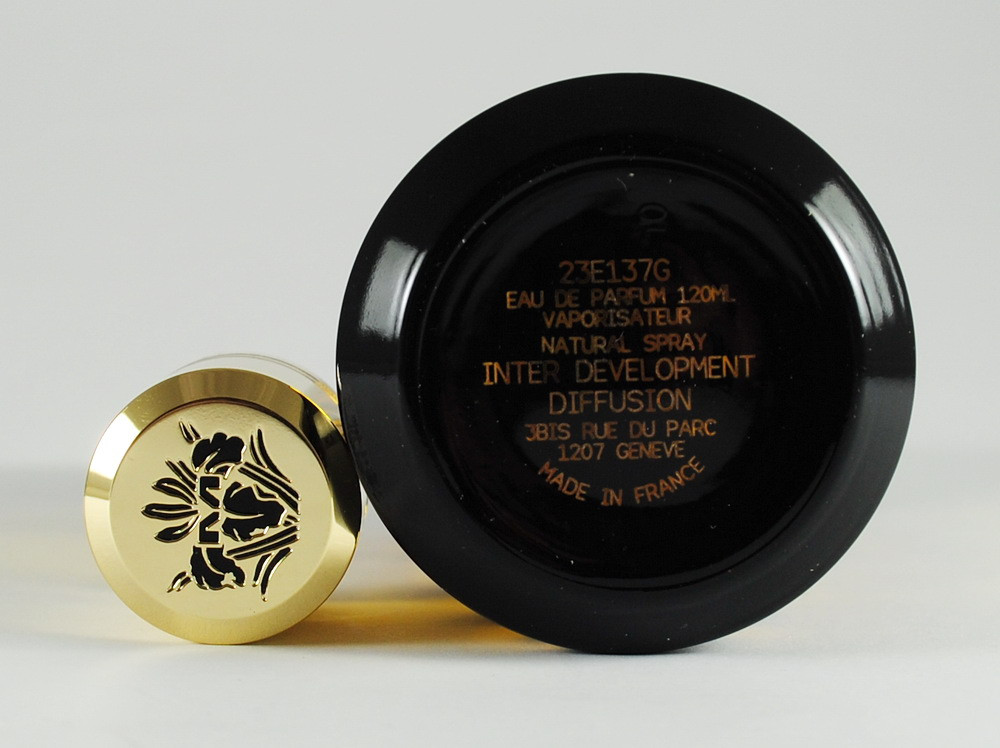 23E137G
EAU DE PARFUM 120ML
VAPORISATEUR
NATURAL SPRAY
INTER DEVELOPMENT
DIFFUSION
3BIS RUE DU PARC
1207 GENEVE
MADE IN FRANCE